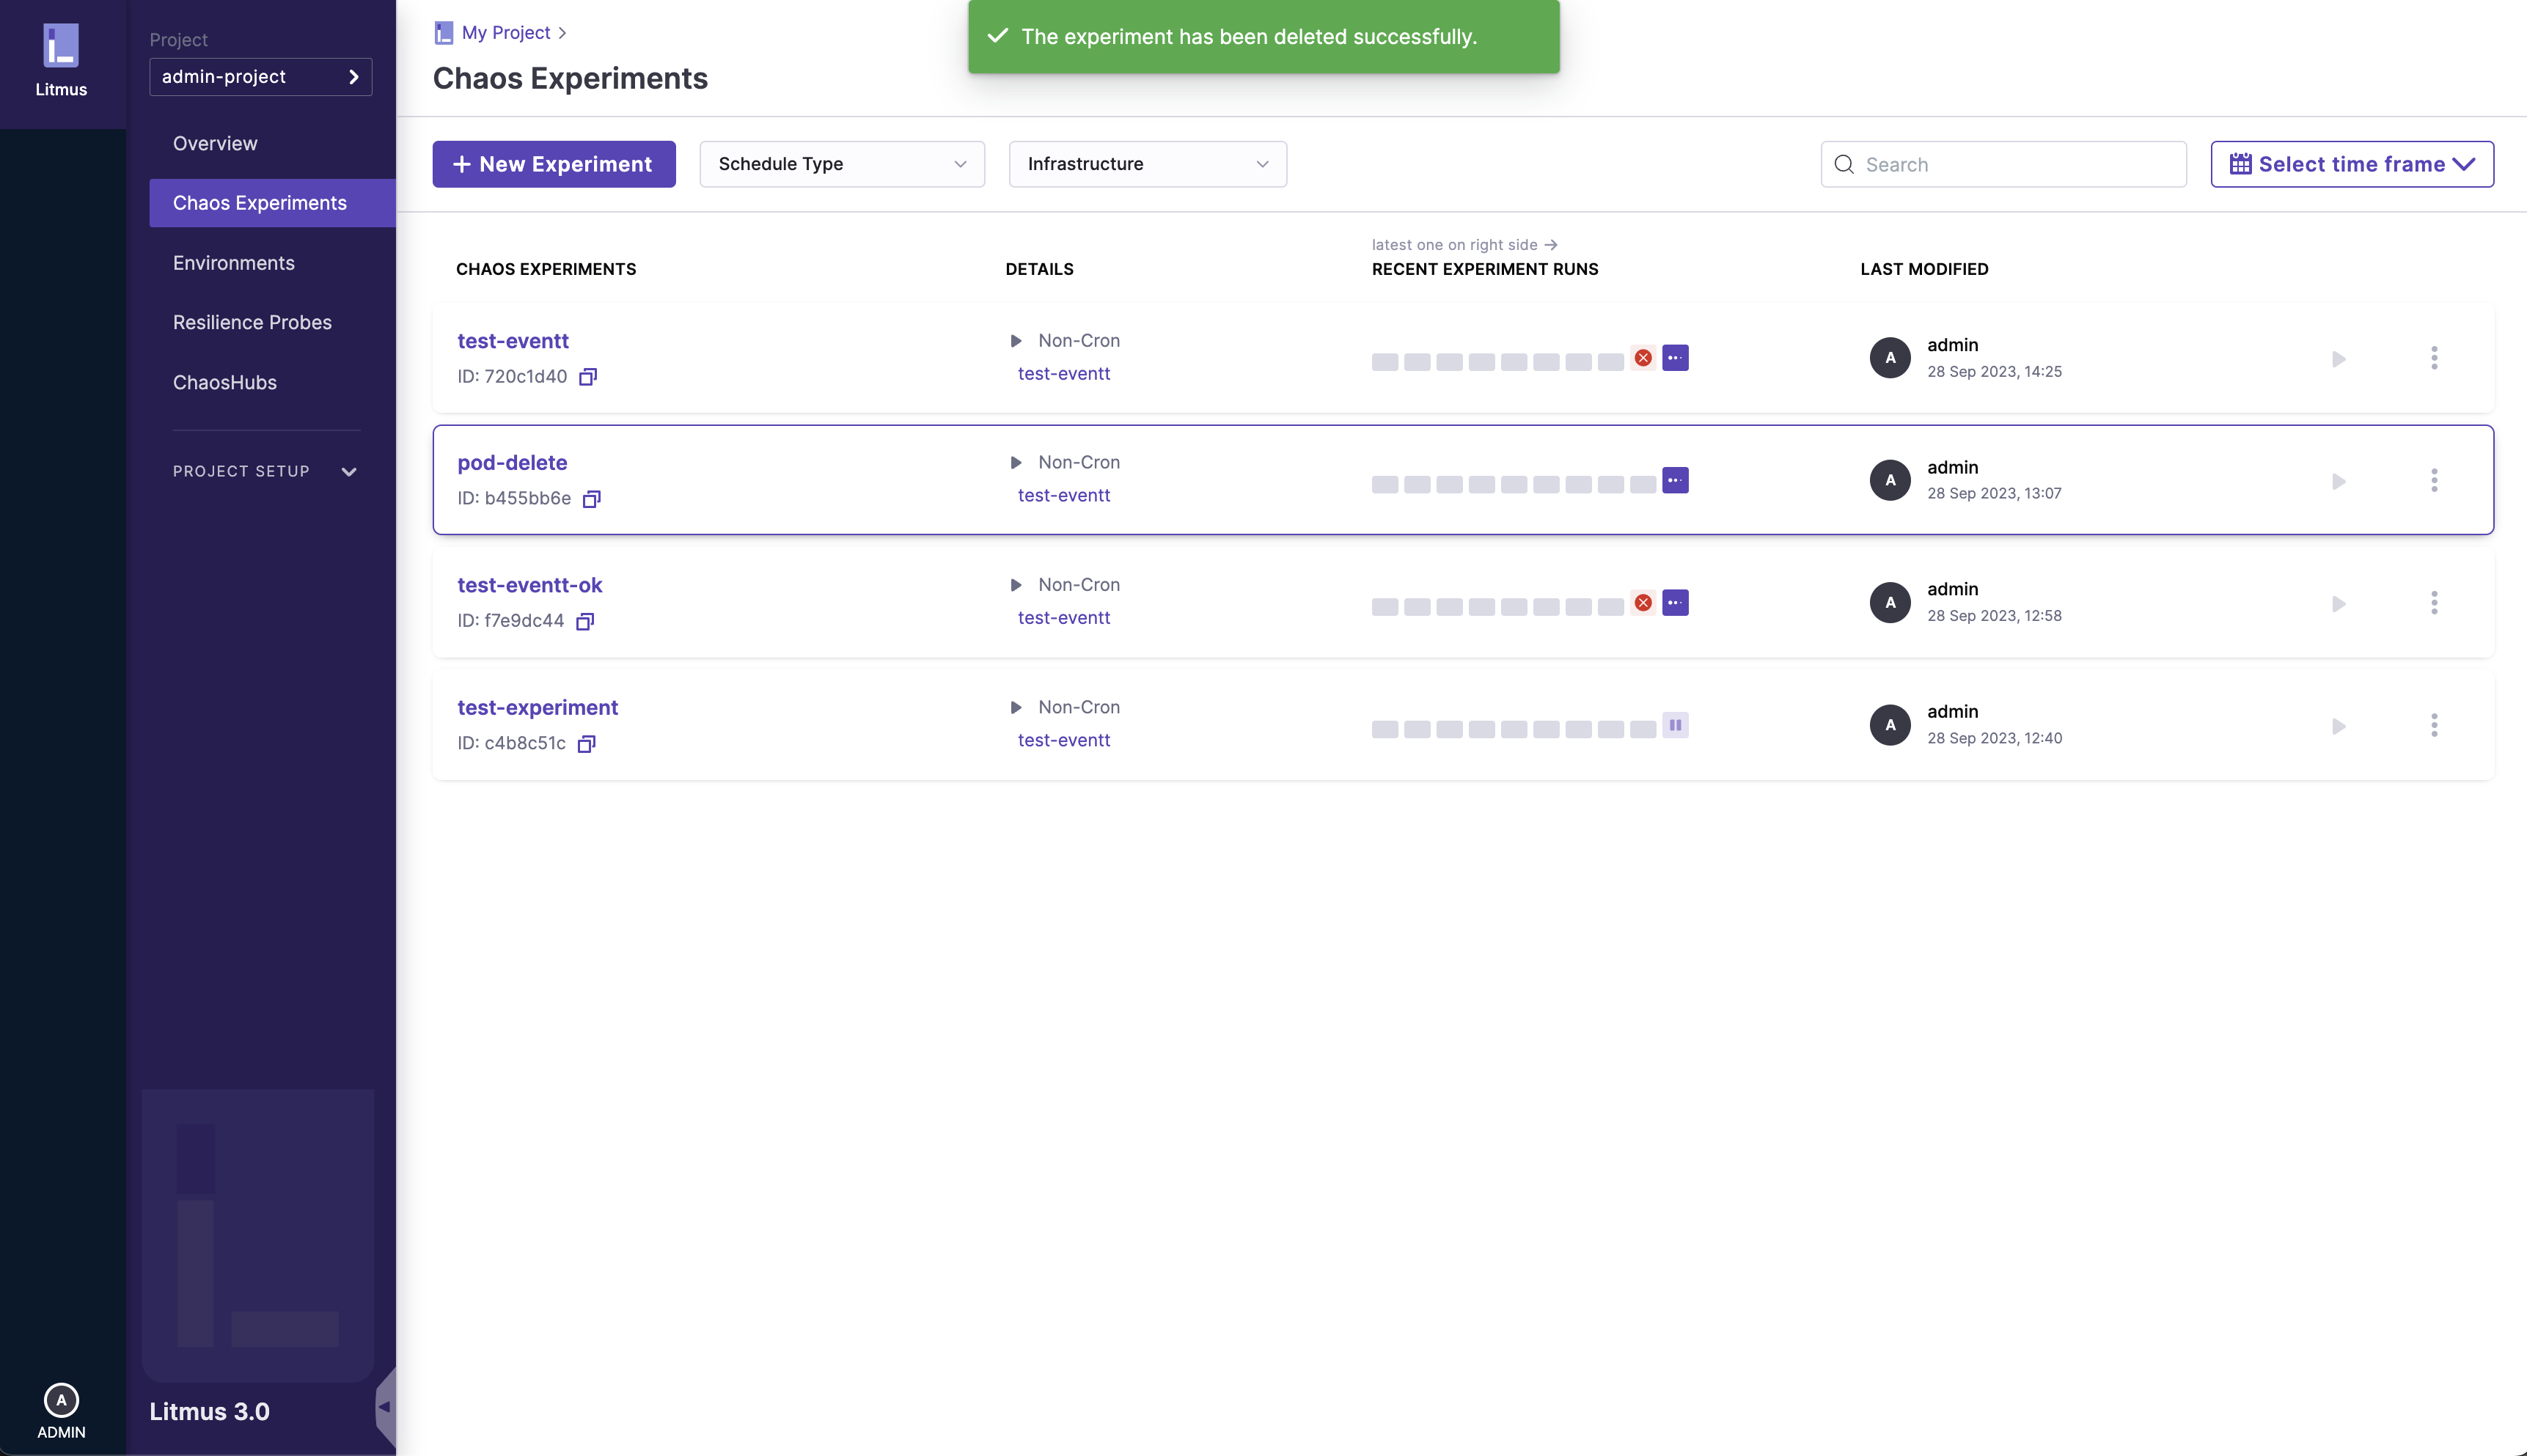 Litmus
Project
admin-project
Overview
Chaos Experiments
Environments
Resilience Probes
ChaosHubs
PROJECT SETUP
Litmus 3.0
A
ADMIN
My Project
Chaos Experiments
The experiment has been deleted successfully.
New Experiment
Schedule Type
Infrastructure
Search
Select time frame
latest one on right side
CHAOS EXPERIMENTS
DETAILS
RECENT EXPERIMENT RUNS
LAST MODIFIED
test-eventt
ID: 720c1d40
Non-Cron
test-eventt
A
admin
28 Sep 2023, 14:25
pod-delete
ID: b455bb6e
Non-Cron
test-eventt
A
admin
28 Sep 2023, 13:07
test-eventt-ok
ID: f7e9dc44
Non-Cron
test-eventt
A
admin
28 Sep 2023, 12:58
test-experiment
ID: c4b8c51c
Non-Cron
test-eventt
A
admin
28 Sep 2023, 12:40